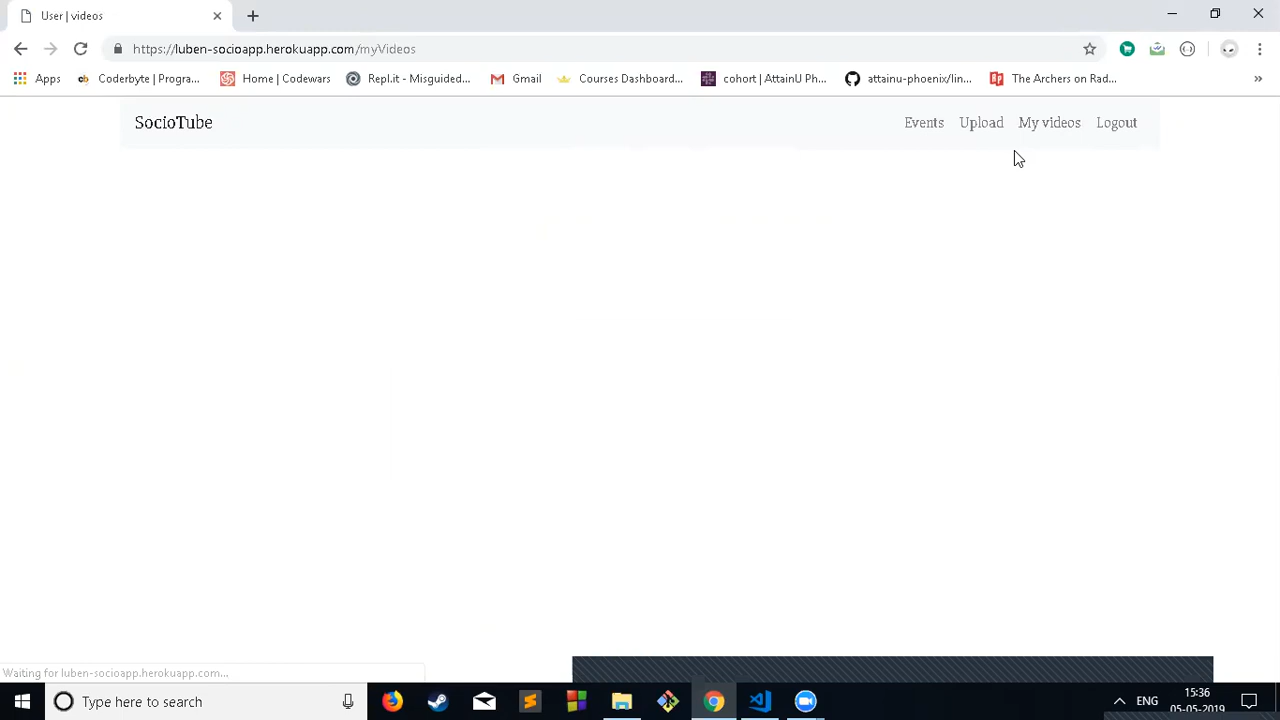 User | videos
https://luben-socioapp.herokuapp.com/myVideos
Apps Coderbyte | Progra... Home | Codewars Repl.it - Misguided... Gmail Courses Dashboard... cohort | AttainU Ph... attainu-phoenix/lin... The Archers on Rad... »
SocioTube Events Upload My videos Logout
Waiting for luben-socioapp.herokuapp.com...
Type here to search ENG 15:36
05-05-2019